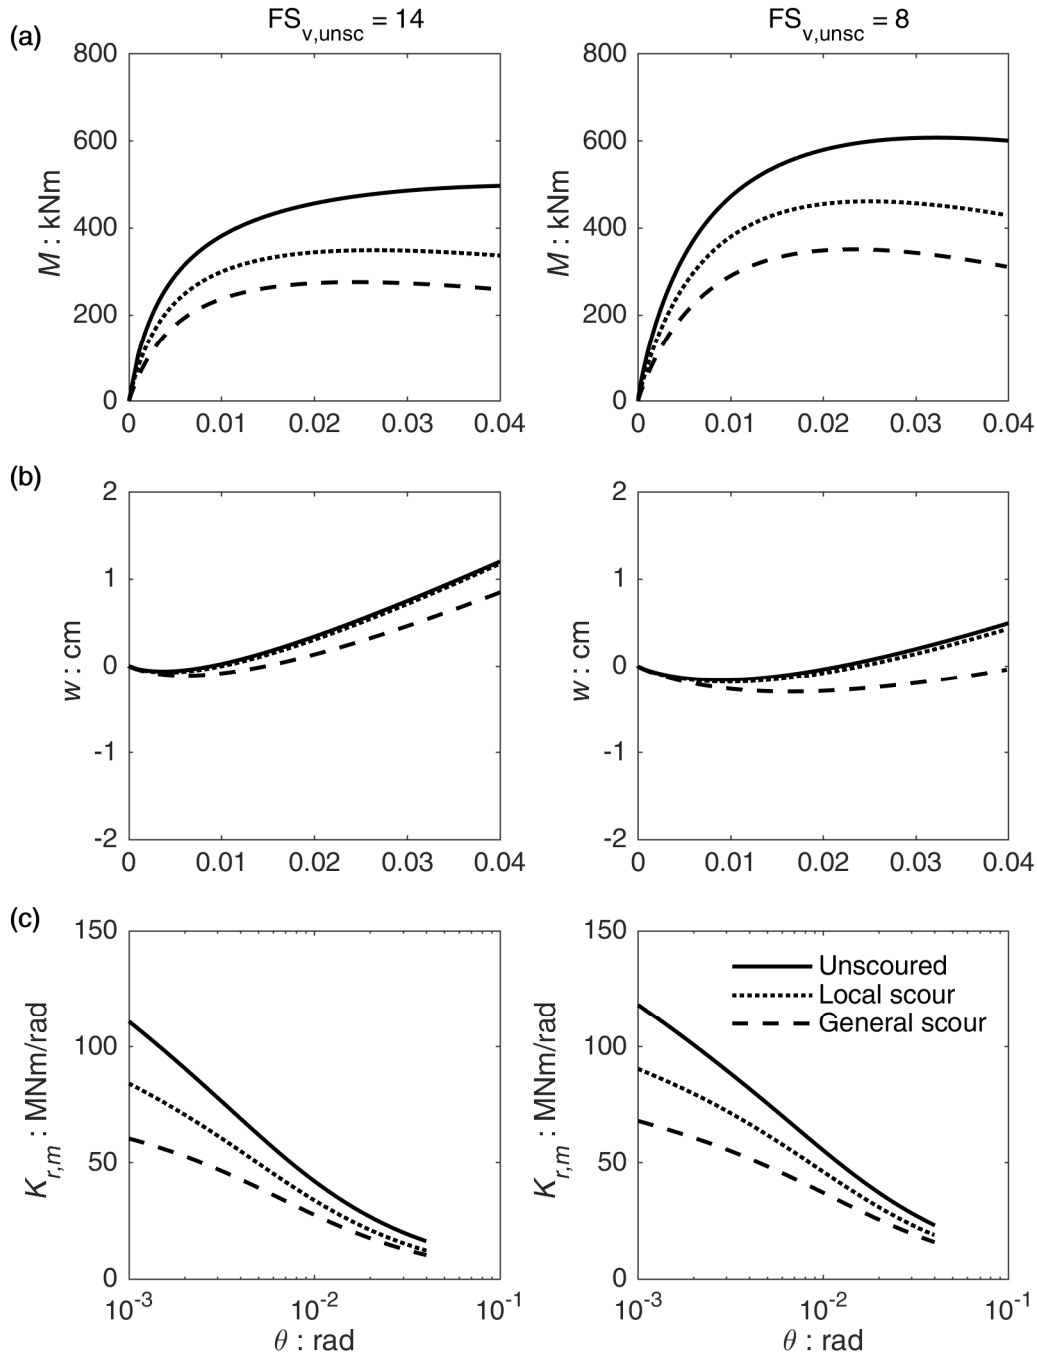 FSv,unsc = 14
FSv,unsc = 8
(a)
M : kNm
800
600
400
200
0
0 0.01 0.02 0.03 0.04
M : kNm
800
600
400
200
0
0 0.01 0.02 0.03 0.04
(b)
w : cm
2
1
0
-1
-2
0 0.01 0.02 0.03 0.04
w : cm
2
1
0
-1
-2
0 0.01 0.02 0.03 0.04
(c)
Kr,m : MNm/rad
150
100
50
0
10-3 10-2 10-1
θ : rad
Kr,m : MNm/rad
150
100
50
0
Unscoured
Local scour
General scour
10-3 10-2 10-1
θ : rad